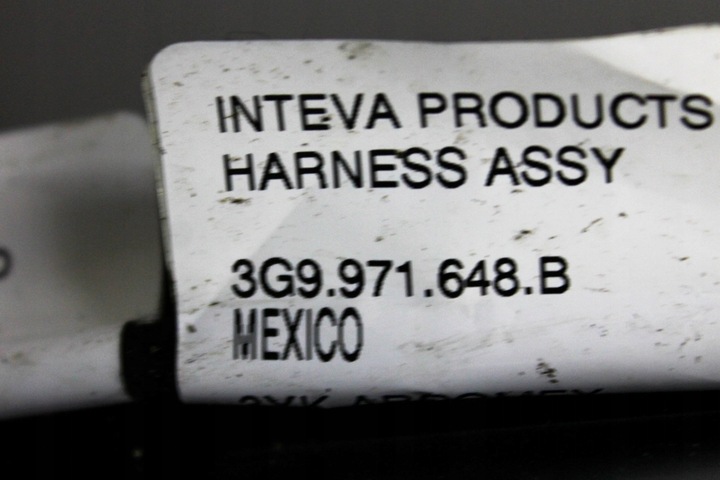 INTEVA PRODUCTS
HARNESS ASSY
3G9.971.648.B
MEXICO